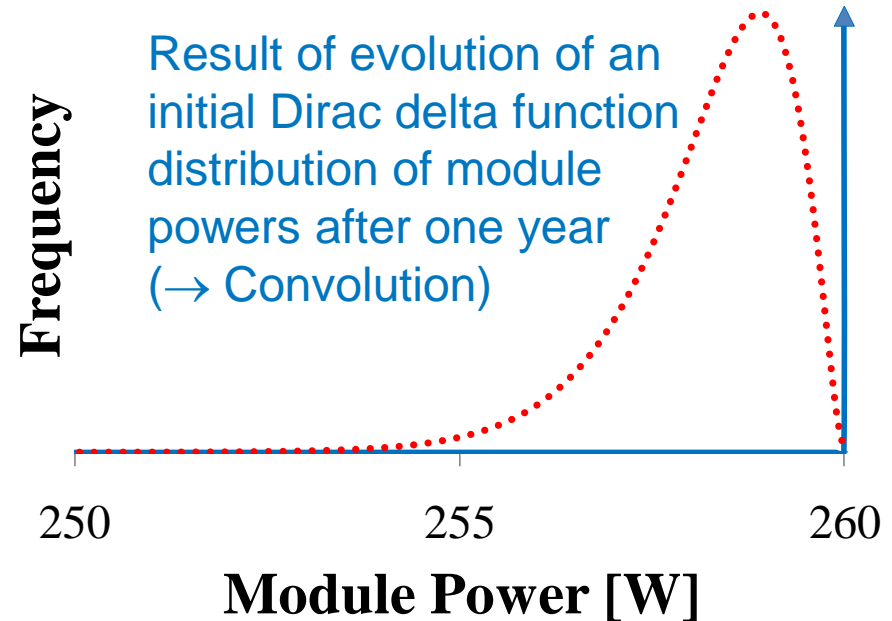 Result of evolution of an
initial Dirac delta function
distribution of module
powers after one year
(→ Convolution)
Frequency
250 255 260
Module Power [W]